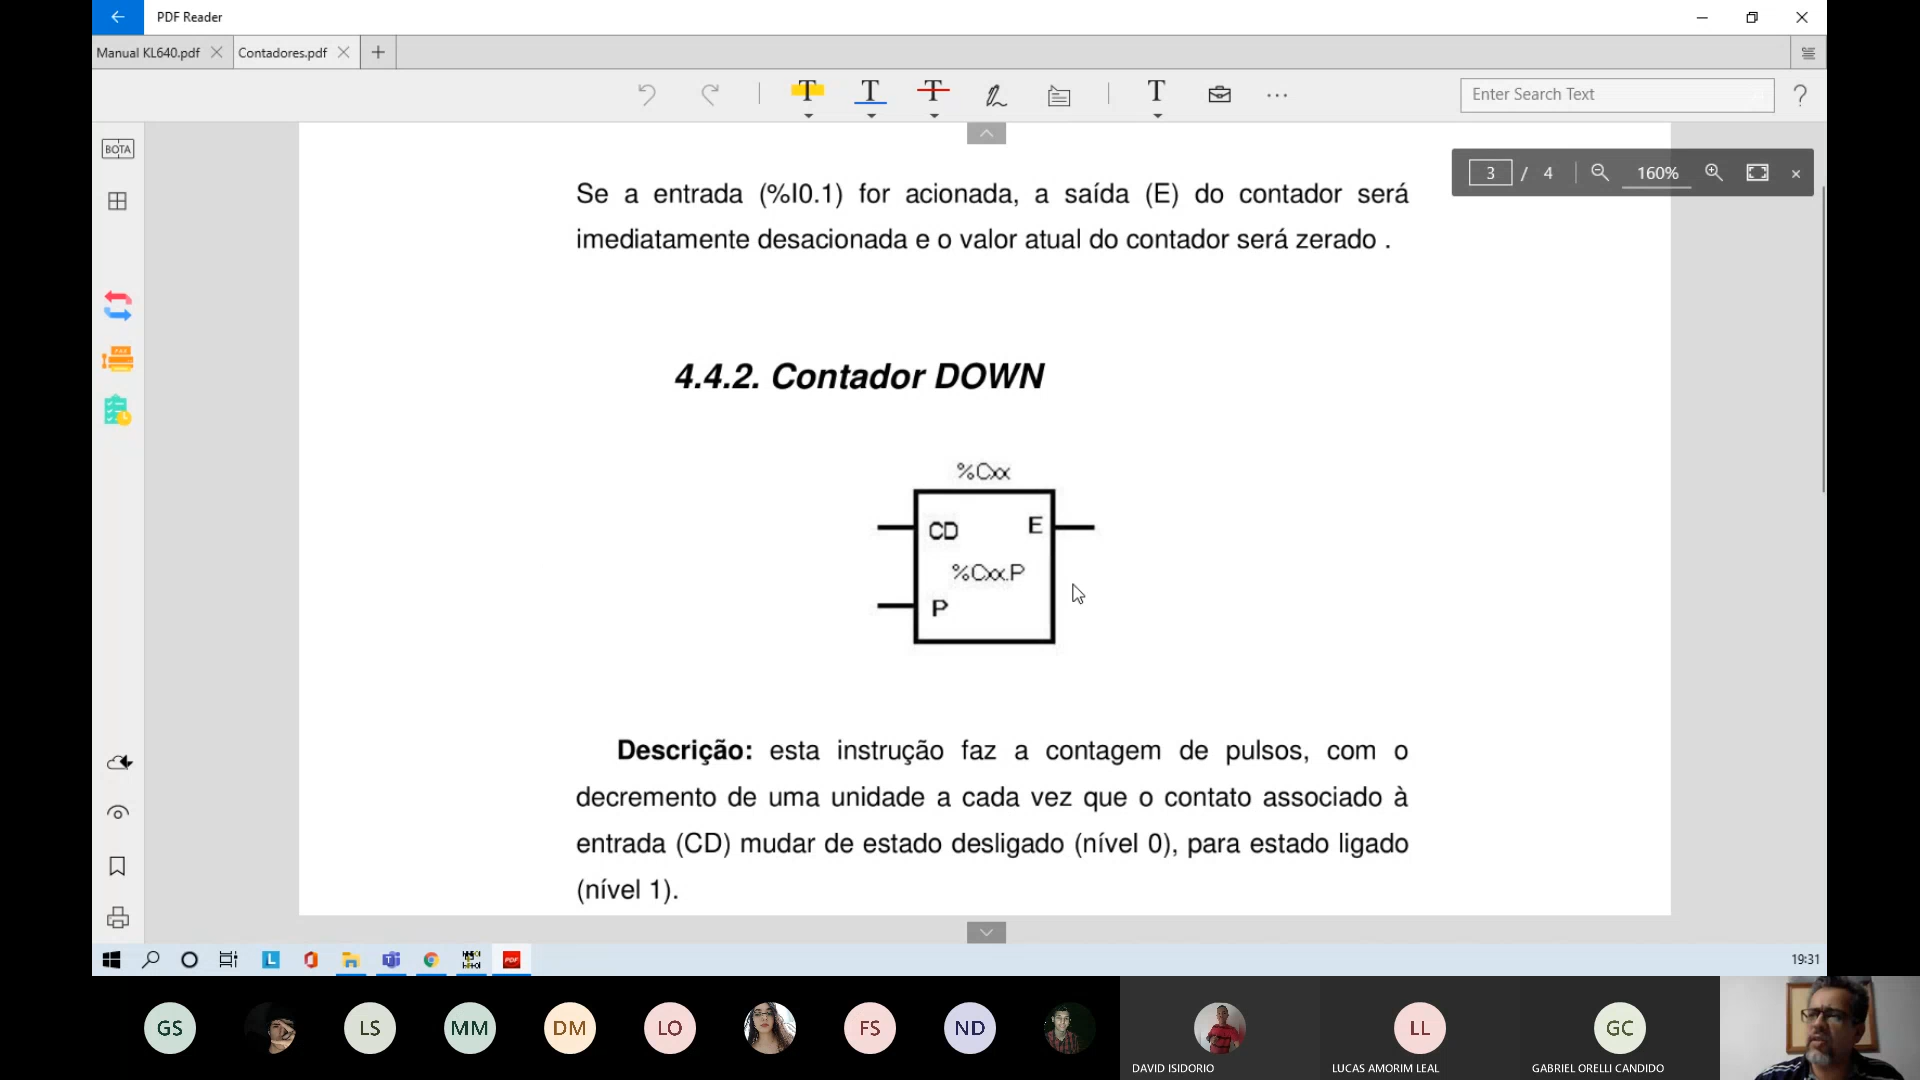 PDF Reader
Manual KL640.pdf
Contadores.pdf
T T T T
Enter Search Text
?
BOTA
3 / 4 160%
Se a entrada (%I0.1) for acionada, a saída (E) do contador será
imediatamente desacionada e o valor atual do contador será zerado .
4.4.2. Contador DOWN
%Cxx
CD E
%Cxx.P
P
Descrição: esta instrução faz a contagem de pulsos, com o
decremento de uma unidade a cada vez que o contato associado à
entrada (CD) mudar de estado desligado (nível 0), para estado ligado
(nível 1).
L
PDF
19:31
GS LS MM DM LO FS ND LL GC
DAVID ISIDORIO
LUCAS AMORIM LEAL
GABRIEL ORELLI CANDIDO